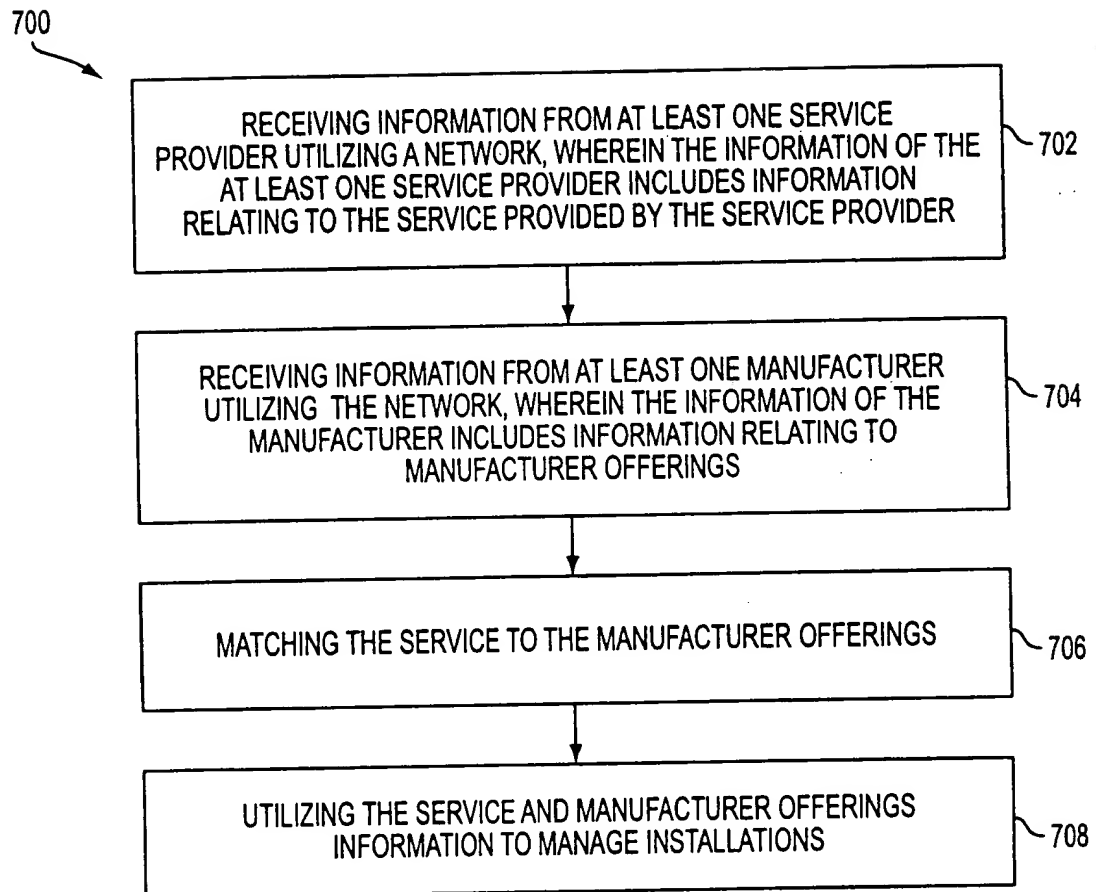 700
RECEIVING INFORMATION FROM AT LEAST ONE SERVICE
PROVIDER UTILIZING A NETWORK, WHEREIN THE INFORMATION OF THE
AT LEAST ONE SERVICE PROVIDER INCLUDES INFORMATION
RELATING TO THE SERVICE PROVIDED BY THE SERVICE PROVIDER
702
RECEIVING INFORMATION FROM AT LEAST ONE MANUFACTURER
UTILIZING THE NETWORK, WHEREIN THE INFORMATION OF THE
MANUFACTURER INCLUDES INFORMATION RELATING TO
MANUFACTURER OFFERINGS
704
MATCHING THE SERVICE TO THE MANUFACTURER OFFERINGS
706
UTILIZING THE SERVICE AND MANUFACTURER OFFERINGS
INFORMATION TO MANAGE INSTALLATIONS
708